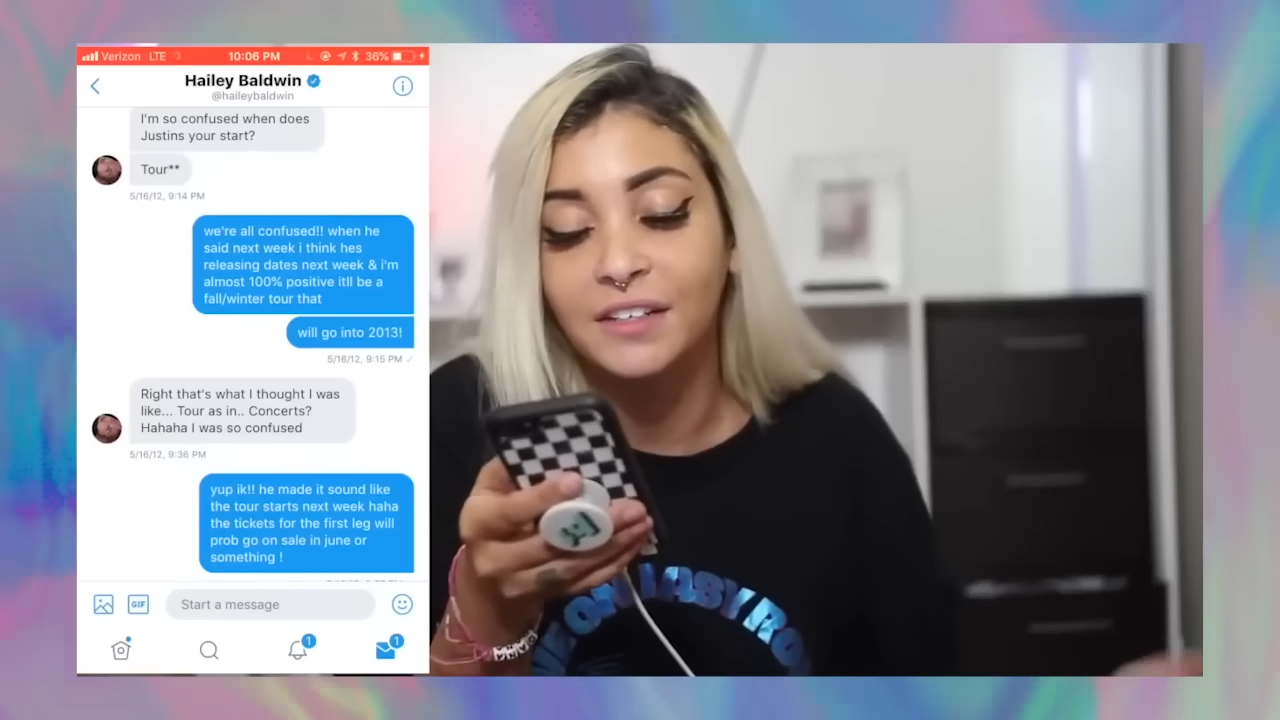 Verizon LTE 10:06 PM 36%
Hailey Baldwin
@haileybaldwin
I'm so confused when does
Justins your start?
Tour**
5/16/12, 9:14 PM
we're all confused!! when he
said next week i think hes
releasing dates next week & i'm
almost 100% positive itll be a
fall/winter tour that
will go into 2013!
5/16/12, 9:15 PM ✓
Right that's what I thought I was
like... Tour as in.. Concerts?
Hahaha I was so confused
5/16/12, 9:36 PM
yup ik!! he made it sound like
the tour starts next week haha
the tickets for the first leg will
prob go on sale in june or
something !
GIF
Start a message
1
1